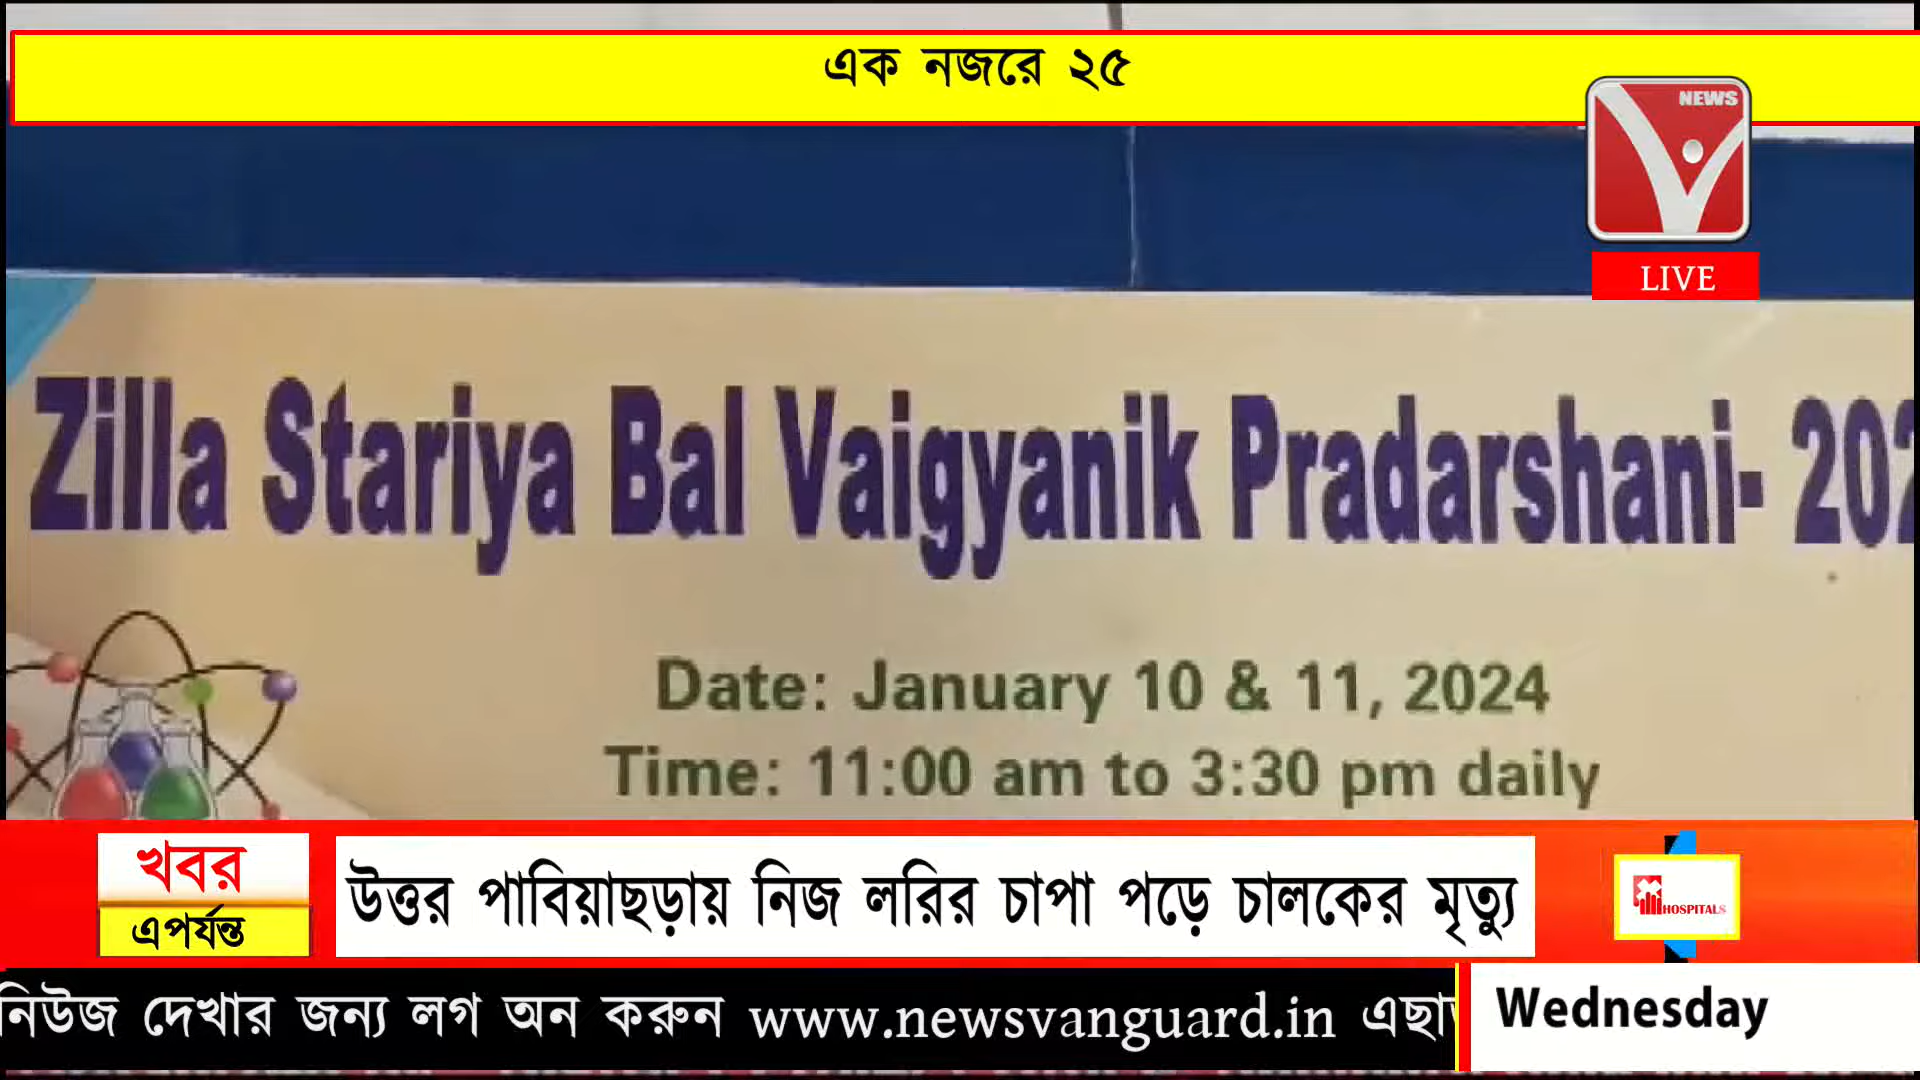 এক নজরে ২৫
NEWS
LIVE
Zilla Stariya Bal Vaigyanik Pradarshani-
Date: January 10 & 11, 2024
Time: 11:00 am to 3:30 pm daily
খবর
এপর্যন্ত
উত্তর পাবিয়াছড়ায় নিজ লরির চাপা পড়ে চালকের মৃত্যু
HOSPITALS
নিউজ দেখার জন্য লগ অন করুন www.newsvanguard.in
Wednesday